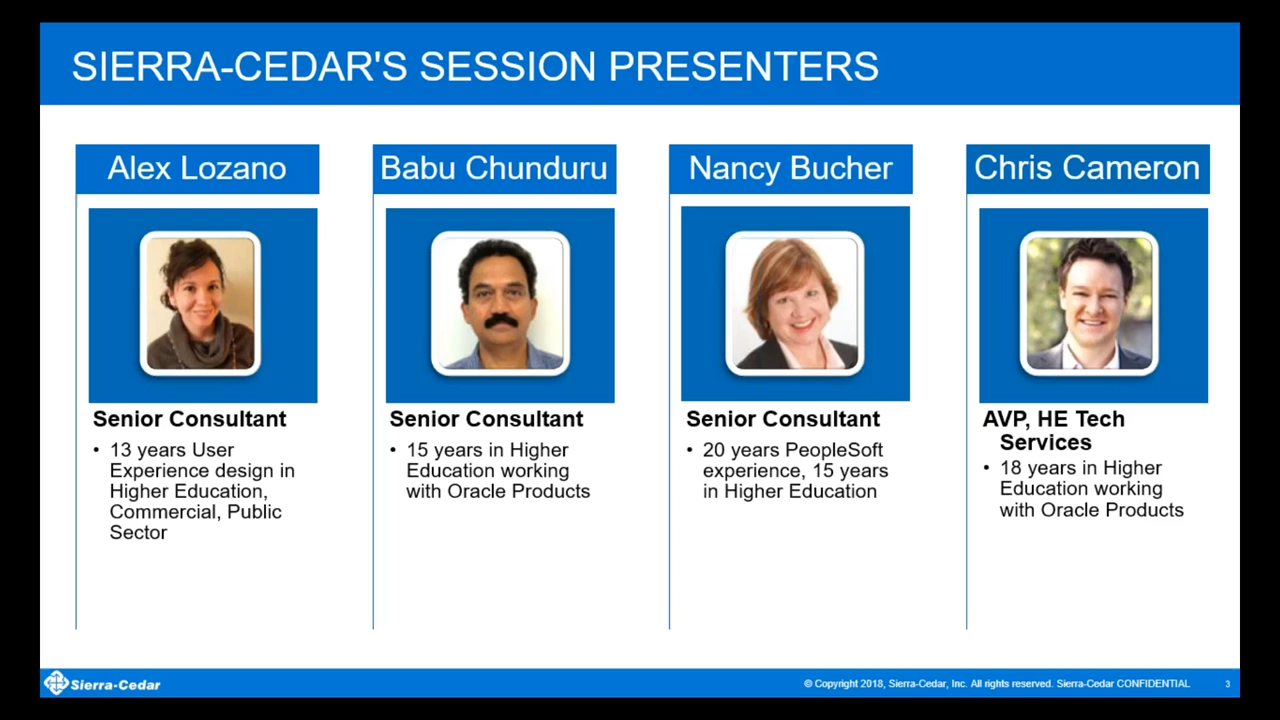 SIERRA-CEDAR'S SESSION PRESENTERS
Alex Lozano
Senior Consultant
• 13 years User
Experience design in
Higher Education,
Commercial, Public
Sector
Babu Chunduru
Senior Consultant
• 15 years in Higher
Education working
with Oracle Products
Nancy Bucher
Senior Consultant
• 20 years PeopleSoft
experience, 15 years
in Higher Education
Chris Cameron
AVP, HE Tech
Services
• 18 years in Higher
Education working
with Oracle Products
Sierra-Cedar
© Copyright 2018, Sierra-Cedar, Inc. All rights reserved. Sierra-Cedar CONFIDENTIAL
3